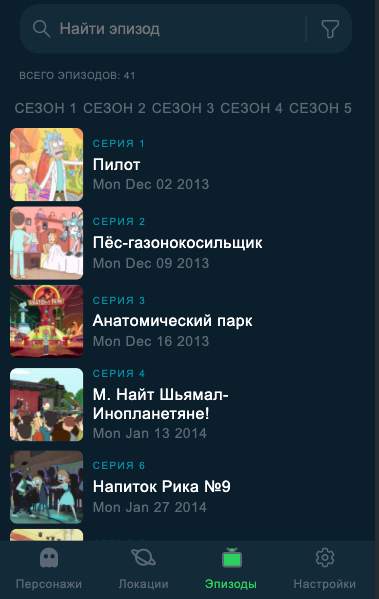 Найти эпизод
ВСЕГО ЭПИЗОДОВ: 41
СЕЗОН 1 СЕЗОН 2 СЕЗОН 3 СЕЗОН 4 СЕЗОН 5
СЕРИЯ 1
Пилот
Mon Dec 02 2013
СЕРИЯ 2
Пёс-газонокосильщик
Mon Dec 09 2013
ANATOMY PARK
СЕРИЯ 3
Анатомический парк
Mon Dec 16 2013
СЕРИЯ 4
М. Найт Шьямал-
Инопланетяне!
Mon Jan 13 2014
СЕРИЯ 6
Напиток Рика №9
Mon Jan 27 2014
Персонажи
Локации
Эпизоды
Настройки